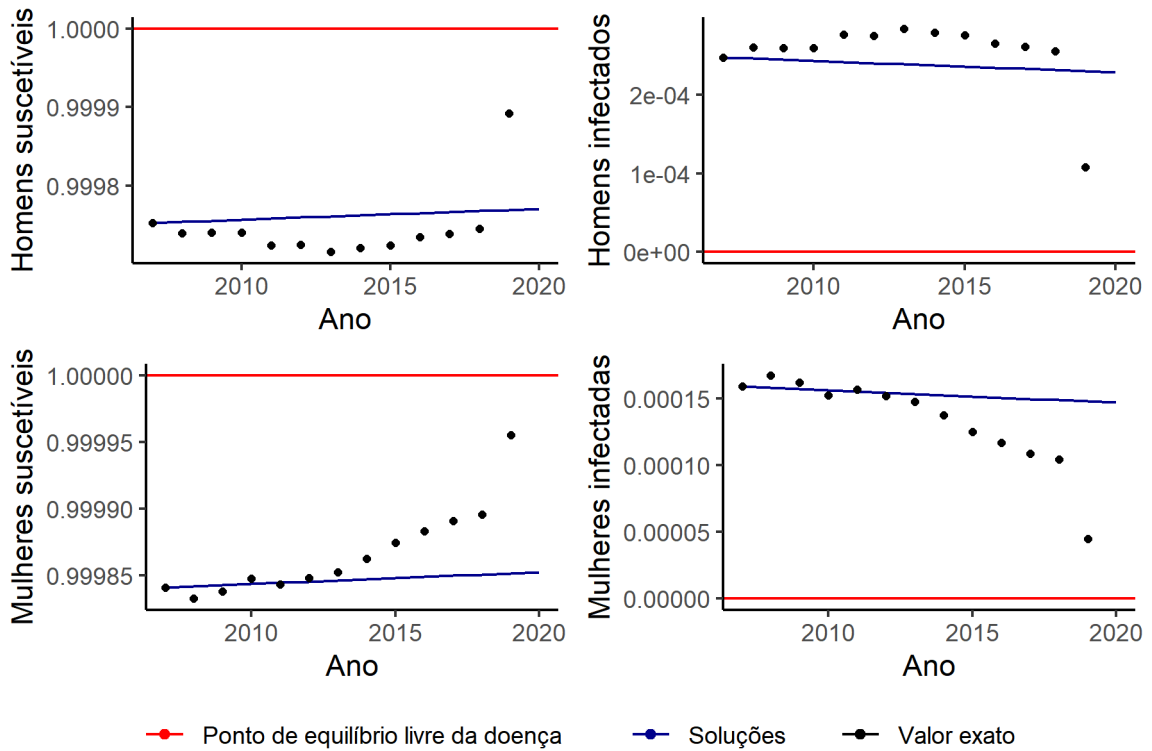 Homens suscetíveis
1.0000
0.9999
0.9998
2010
2015
2020
Ano
Homens infectados
2e-04
1e-04
0e+00
2010
2015
2020
Ano
Mulheres suscetíveis
1.00000
0.99995
0.99990
0.99985
2010
2015
2020
Ano
Mulheres infectadas
0.00015
0.00010
0.00005
0.00000
2010
2015
2020
Ano
Ponto de equilíbrio livre da doença
Soluções
Valor exato